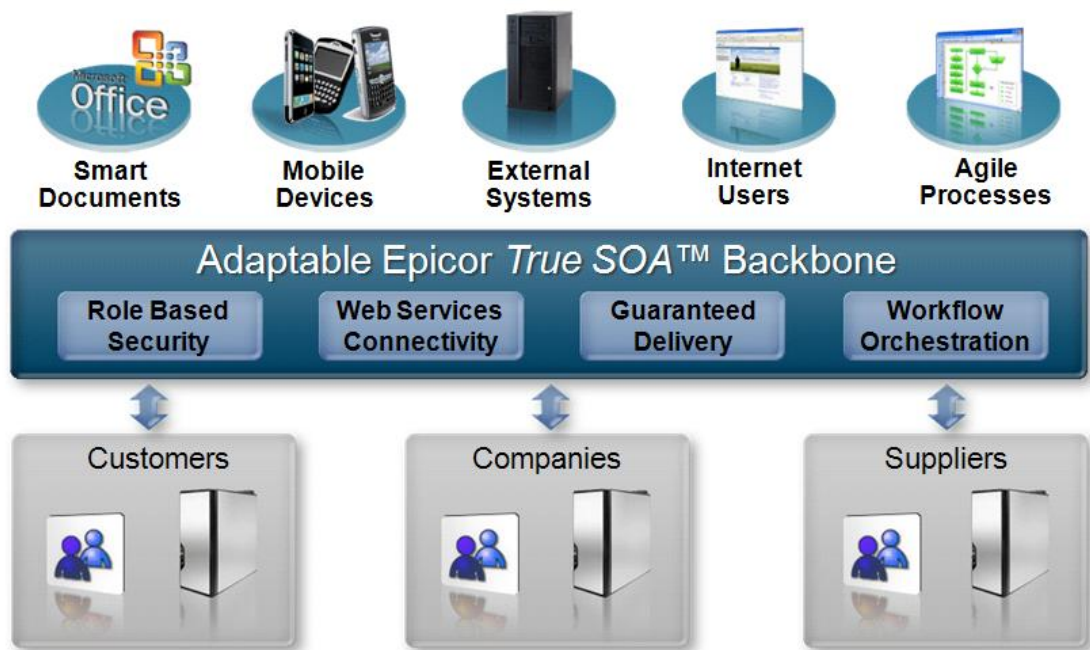 Microsoft
Office
Smart
Documents
Mobile
Devices
External
Systems
Internet
Users
Agile
Processes
Adaptable Epicor True SOA™ Backbone
Role Based
Security
Web Services
Connectivity
Guaranteed
Delivery
Workflow
Orchestration
Customers
Companies
Suppliers